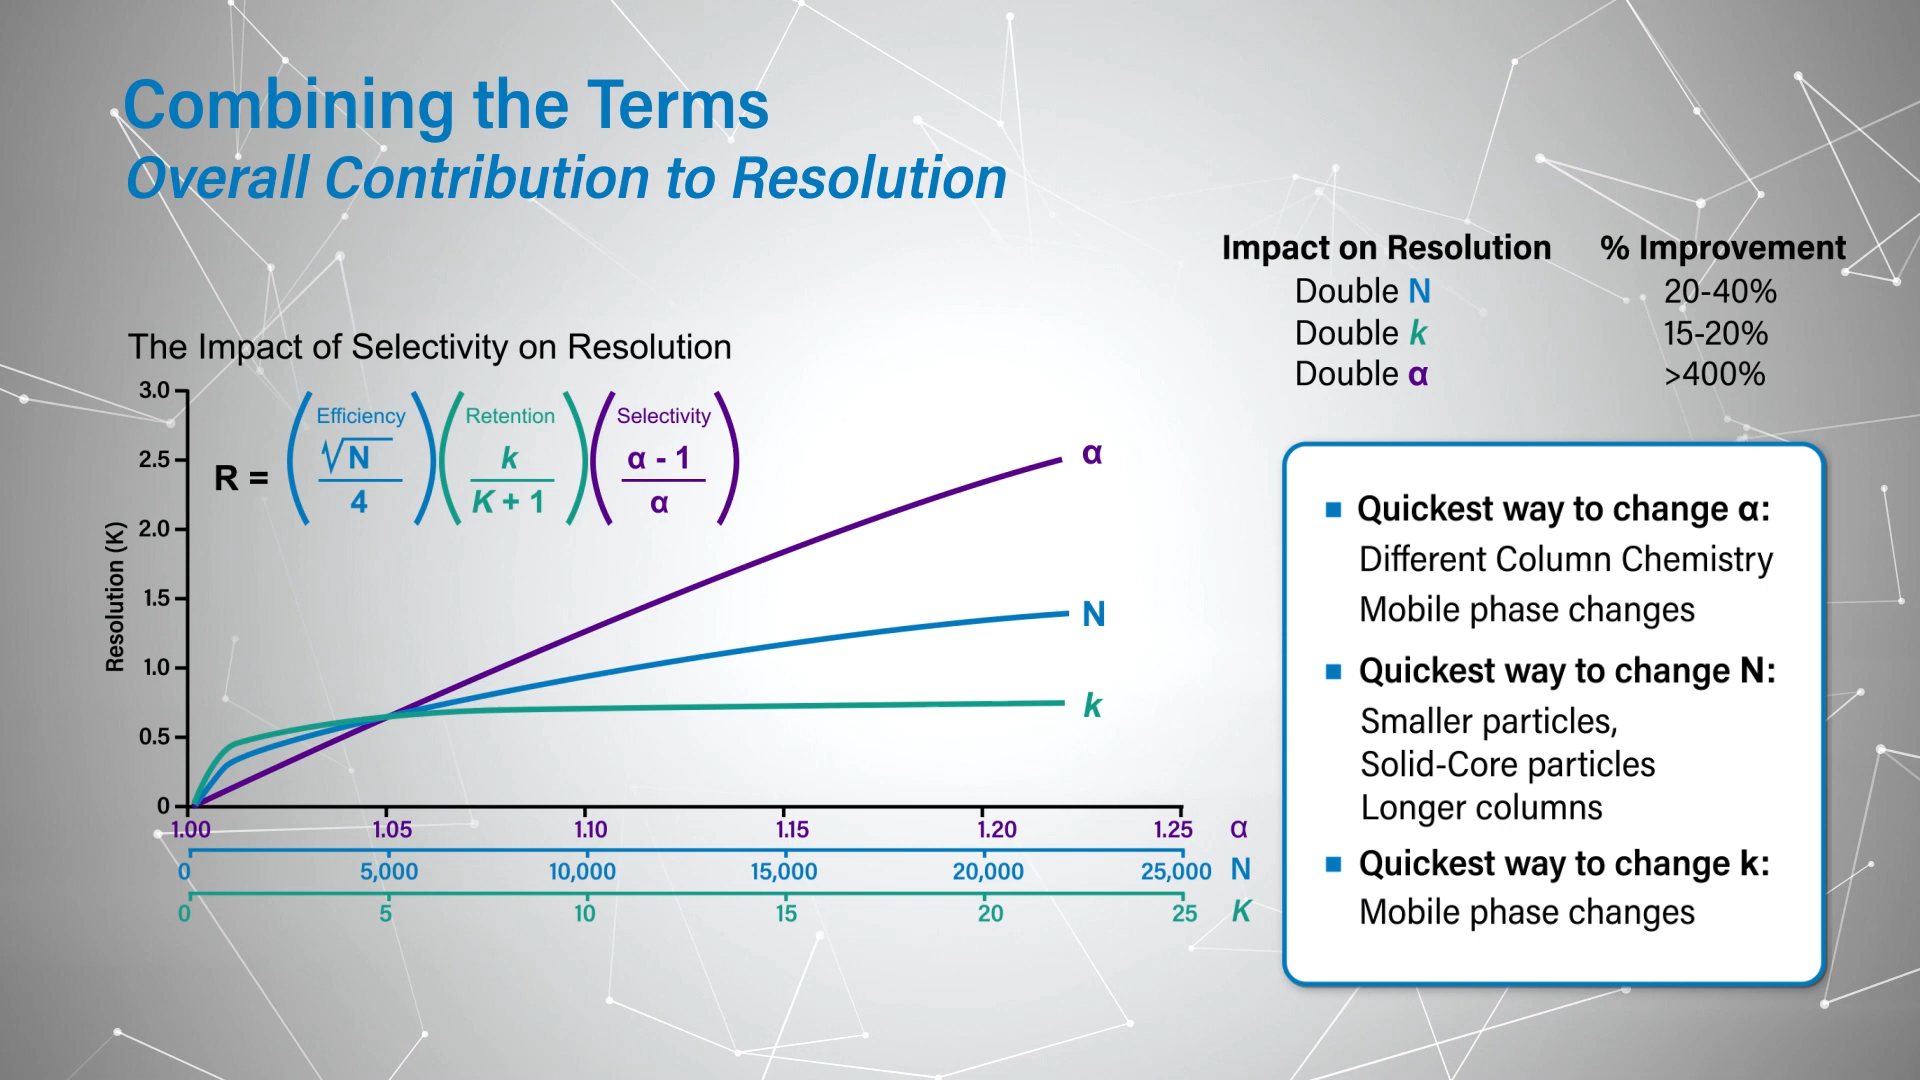 Combining the Terms
Overall Contribution to Resolution
Impact on Resolution % Improvement
Double N 20-40%
Double k 15-20%
Double α >400%
The Impact of Selectivity on Resolution
Efficiency Retention Selectivity
R = √N / 4 k / K + 1 α - 1 / α
Resolution (K)
3.0
2.5
2.0
1.5
1.0
0.5
0
α
N
k
1.00 1.05 1.10 1.15 1.20 1.25 α
0 5,000 10,000 15,000 20,000 25,000 N
0 5 10 15 20 25 K
Quickest way to change α:
Different Column Chemistry
Mobile phase changes
Quickest way to change N:
Smaller particles,
Solid-Core particles
Longer columns
Quickest way to change k:
Mobile phase changes